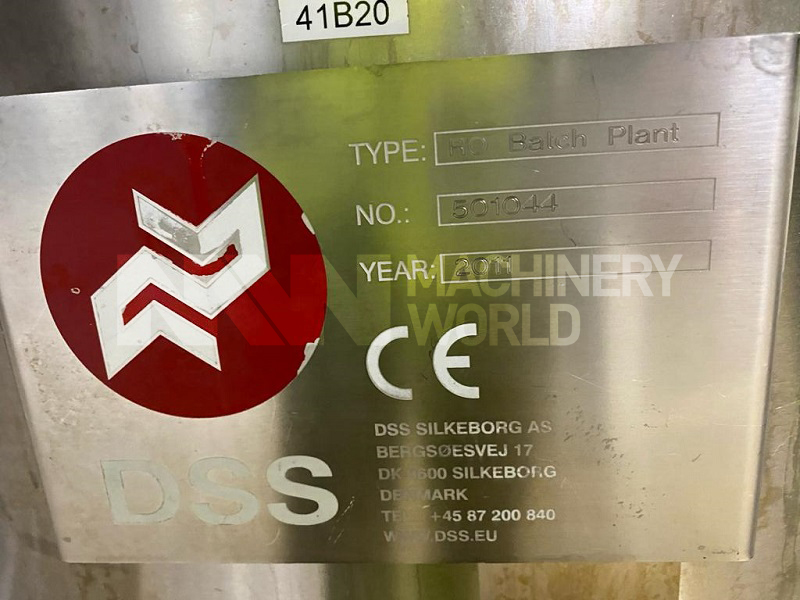 41B20
TYPE: RO Batch Plant
NO.: 501044
YEAR: 2011
MACHINERY
WORLD
CE
DSS
DSS SILKEBORG AS
BERGSØESVEJ 17
DK 8600 SILKEBORG
DENMARK
TEL. +45 87 200 840
WWW.DSS.EU